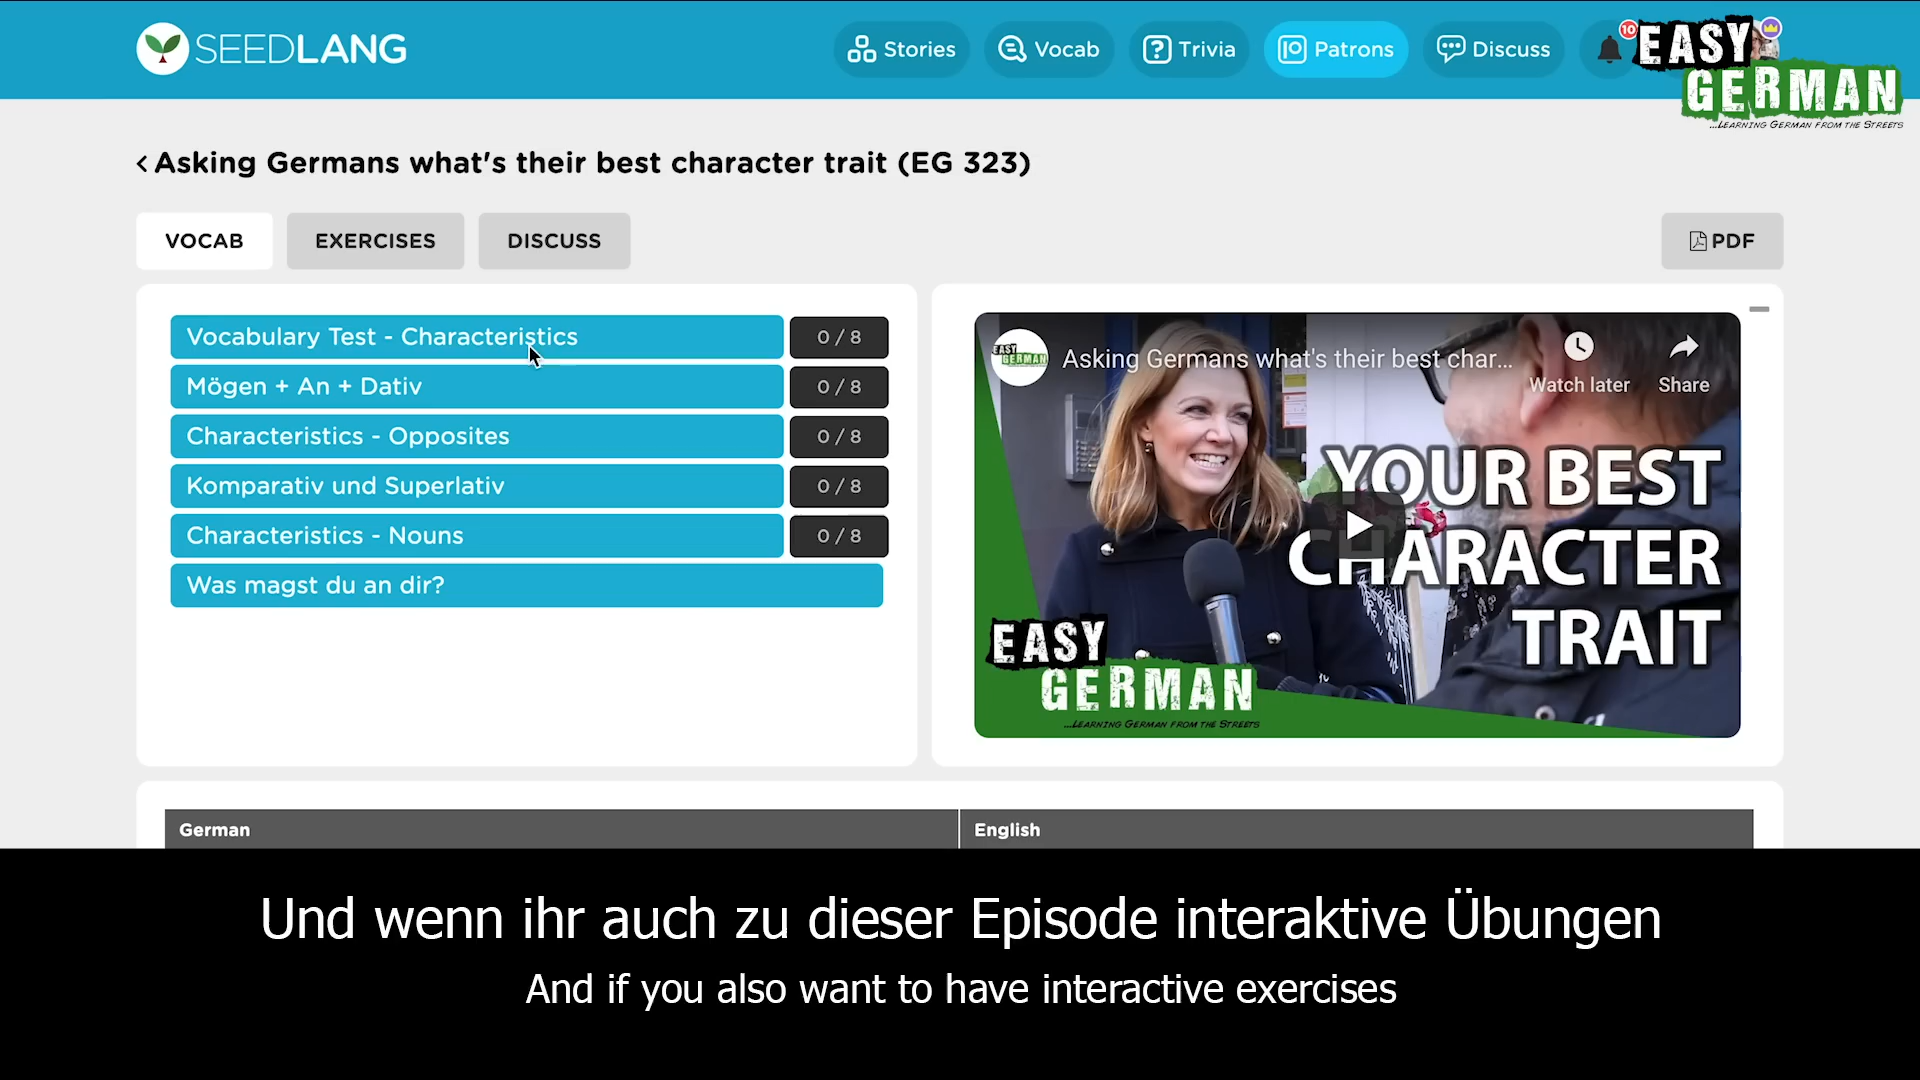 SEEDLANG
Stories
Vocab
Trivia
Patrons
Discuss
10
EASY
GERMAN
...LEARNING GERMAN FROM THE STREETS
< Asking Germans what's their best character trait (EG 323)
VOCAB
EXERCISES
DISCUSS
PDF
Vocabulary Test - Characteristics
0 / 8
Mögen + An + Dativ
0 / 8
Characteristics - Opposites
0 / 8
Komparativ und Superlativ
0 / 8
Characteristics - Nouns
0 / 8
Was magst du an dir?
EASY
GERMAN
Asking Germans what's their best char...
Watch later
Share
YOUR BEST
CHARACTER
TRAIT
EASY
GERMAN
...LEARNING GERMAN FROM THE STREETS
German
English
Und wenn ihr auch zu dieser Episode interaktive Übungen
And if you also want to have interactive exercises